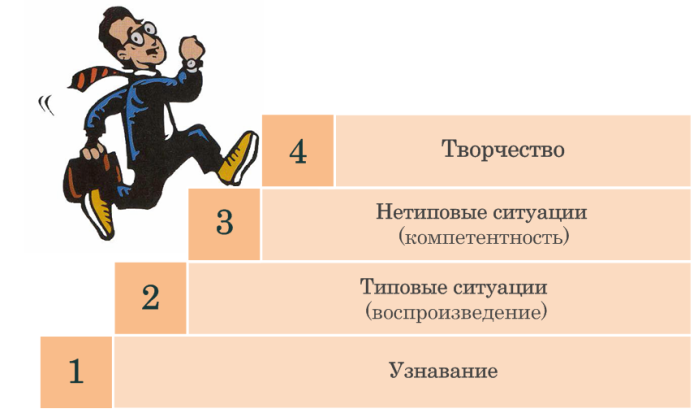 4 Творчество
3 Нетиповые ситуации
(компетентность)
2 Типовые ситуации
(воспроизведение)
1 Узнавание